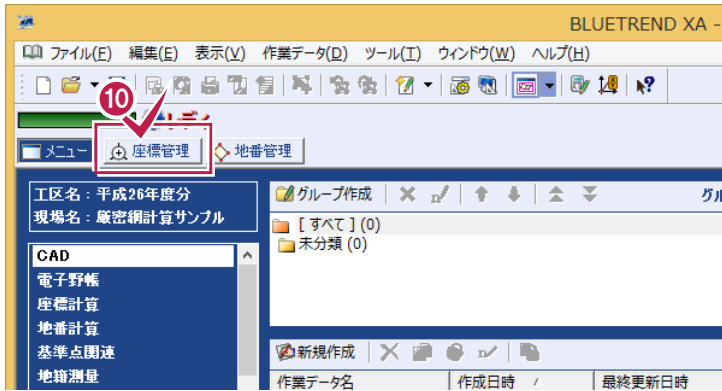 BLUETREND XA -
ファイル(F) 編集(E) 表示(V) 作業データ(D) ツール(T) ウィンドウ(W) ヘルプ(H)
10
メニュー 座標管理 地番管理
工区名：平成26年度分
現場名：厳密網計算サンプル
グループ作成
[ すべて ] (0)
未分類 (0)
CAD
電子野帳
座標計算
地番計算
基準点関連
地籍測量
新規作成
作業データ名 作成日時 最終更新日時